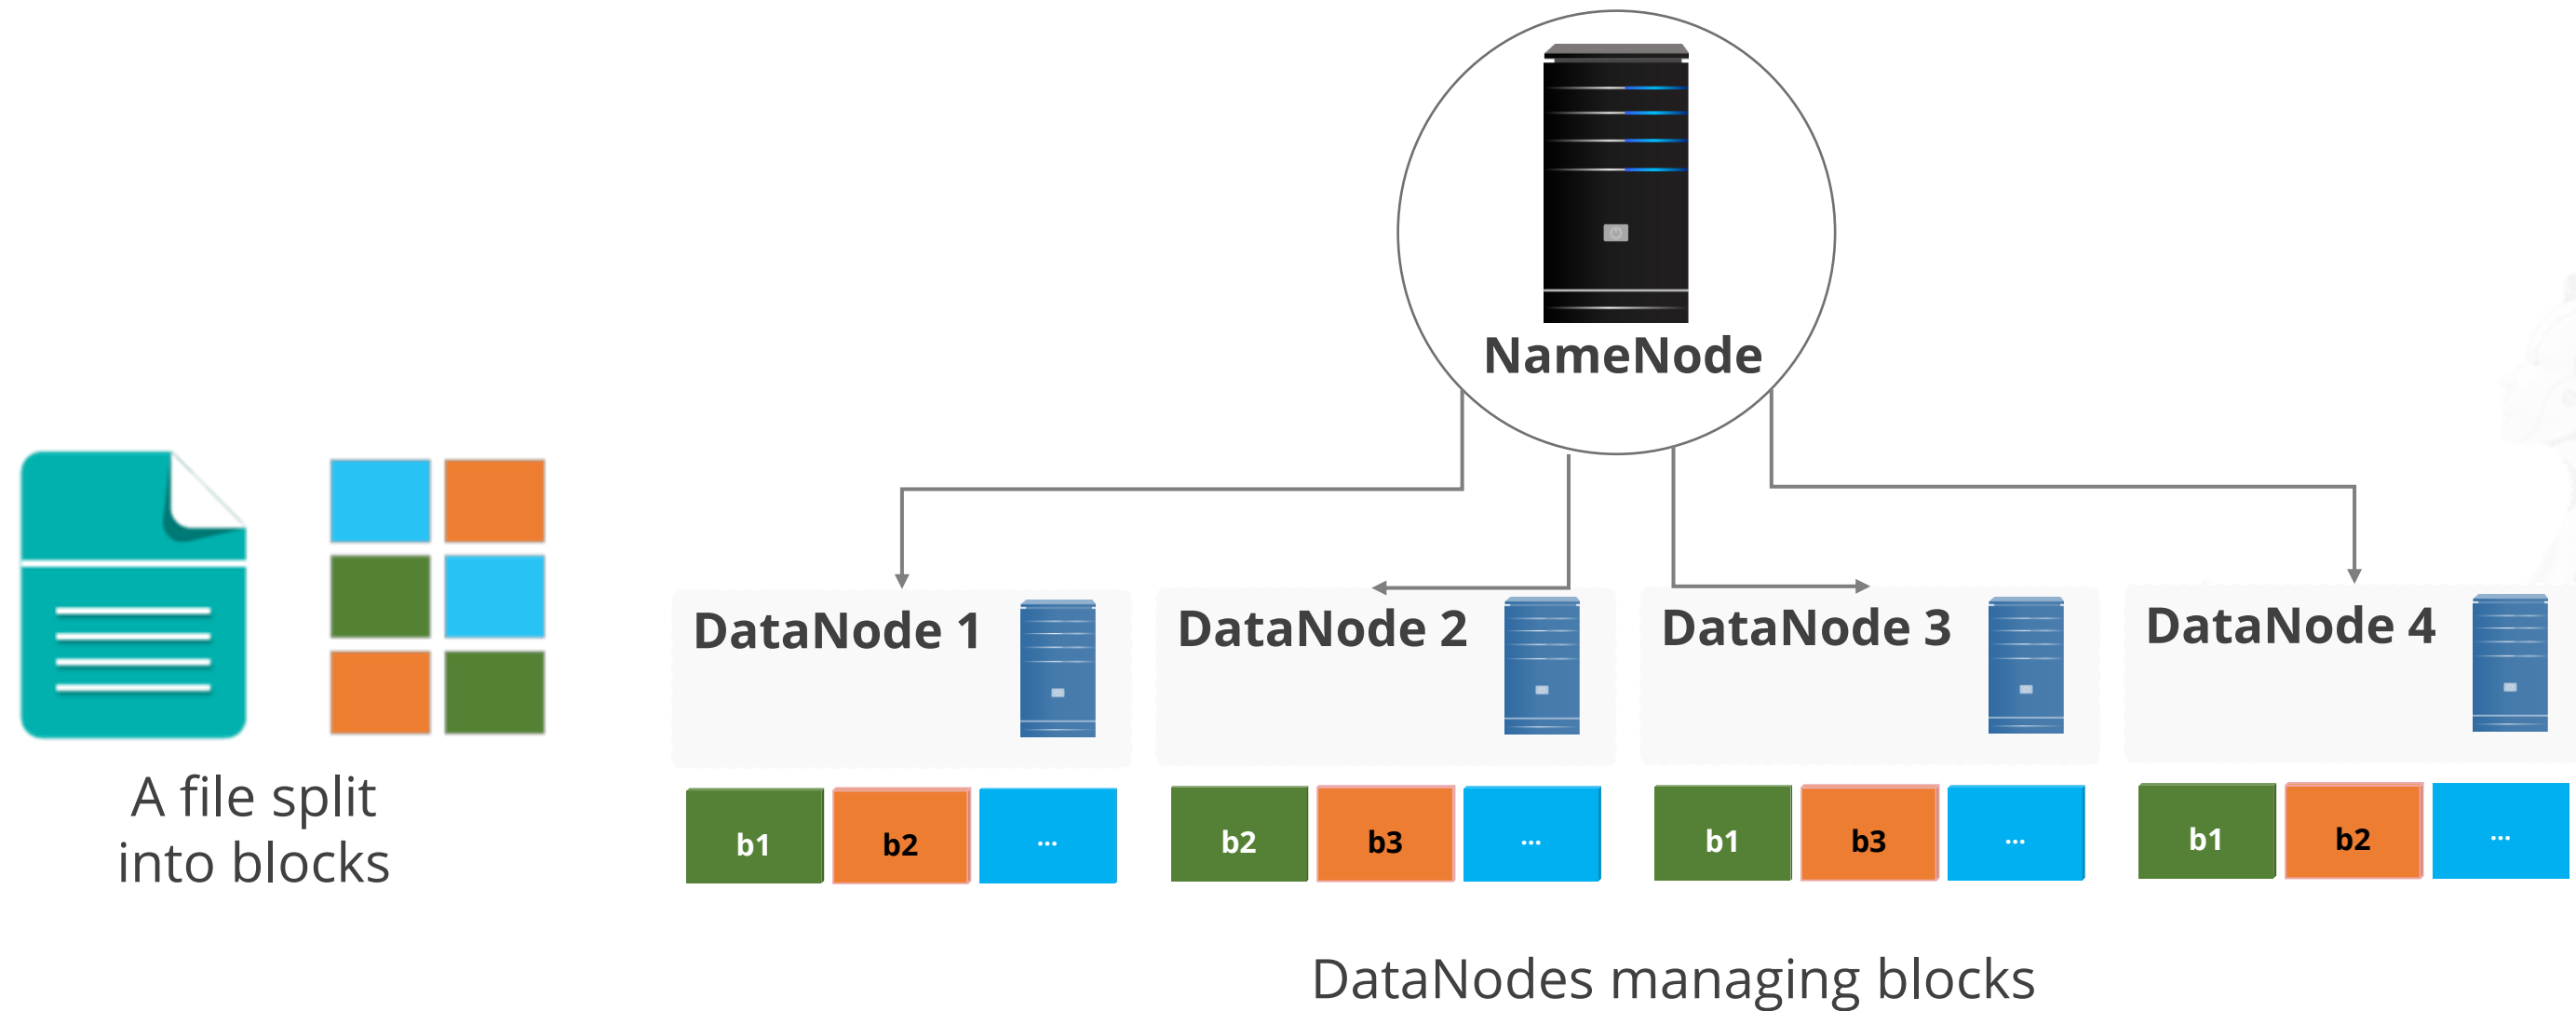 NameNode
A file split
into blocks
DataNode 1
b1 b2 ...
DataNode 2
b2 b3 ...
DataNode 3
b1 b3 ...
DataNode 4
b1 b2 ...
DataNodes managing blocks